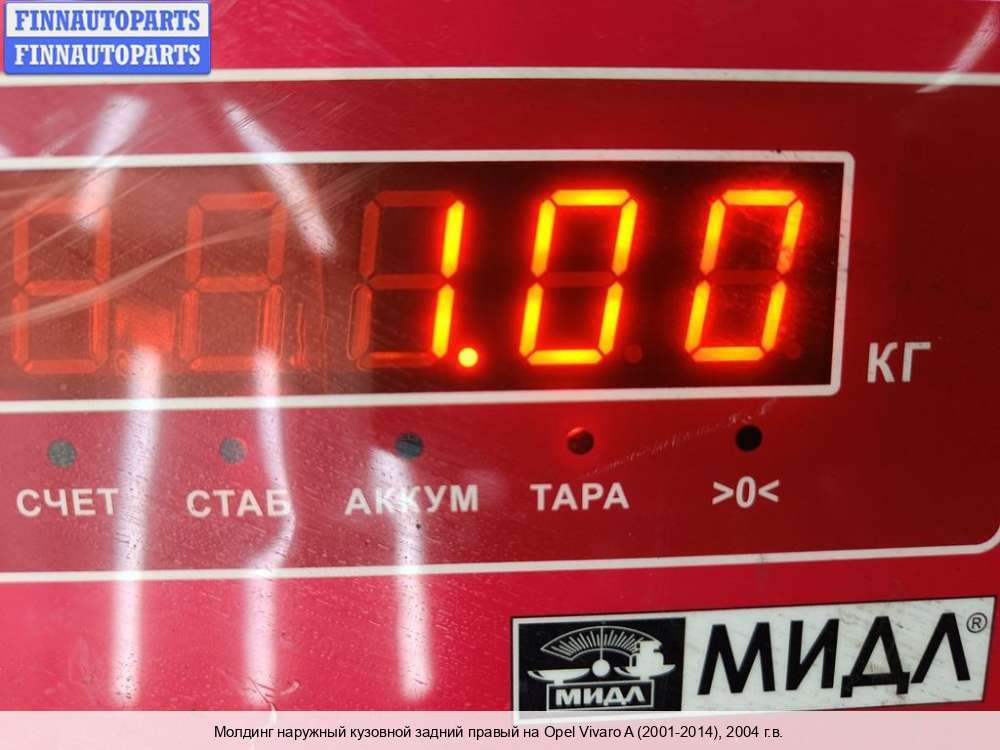 FINNAUTOPARTS
FINNAUTOPARTS
1.00
КГ
СЧЕТ СТАБ АККУМ ТАРА >0<
МИДЛ МИДЛ®
Молдинг наружный кузовной задний правый на Opel Vivaro A (2001-2014), 2004 г.в.